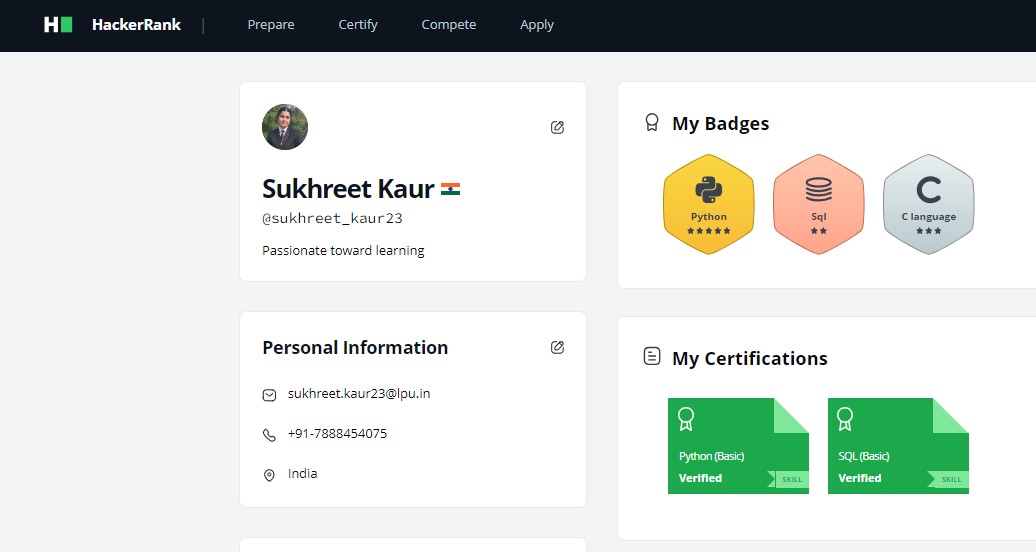 H HackerRank | Prepare Certify Compete Apply
Sukhreet Kaur
@sukhreet_kaur23
Passionate toward learning
Personal Information
sukhreet.kaur23@lpu.in
+91-7888454075
India
My Badges
Python Sql C language
My Certifications
Python (Basic) SQL (Basic)
Verified SKILL Verified SKILL